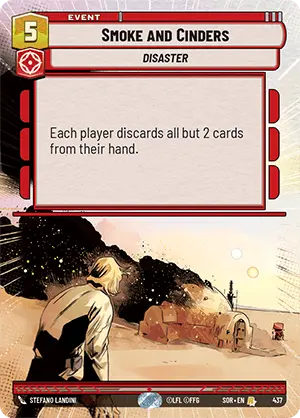 EVENT
5
SMOKE AND CINDERS
DISASTER
Each player discards all but 2 cards
from their hand.
STEFANO LANDINI
©LFL ©FFG
SOR • EN
437